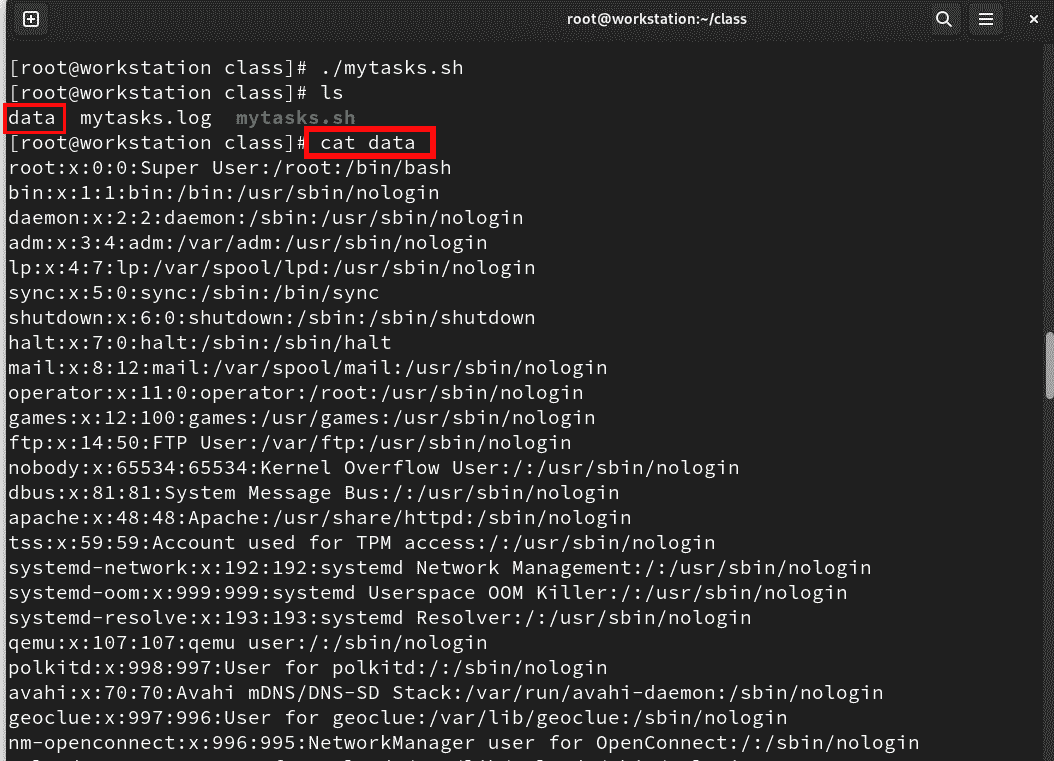 root@workstation:~/class
[root@workstation class]# ./mytasks.sh
[root@workstation class]# ls
data  mytasks.log  mytasks.sh
[root@workstation class]# cat data
root:x:0:0:Super User:/root:/bin/bash
bin:x:1:1:bin:/bin:/usr/sbin/nologin
daemon:x:2:2:daemon:/sbin:/usr/sbin/nologin
adm:x:3:4:adm:/var/adm:/usr/sbin/nologin
lp:x:4:7:lp:/var/spool/lpd:/usr/sbin/nologin
sync:x:5:0:sync:/sbin:/bin/sync
shutdown:x:6:0:shutdown:/sbin:/sbin/shutdown
halt:x:7:0:halt:/sbin:/sbin/halt
mail:x:8:12:mail:/var/spool/mail:/usr/sbin/nologin
operator:x:11:0:operator:/root:/usr/sbin/nologin
games:x:12:100:games:/usr/games:/usr/sbin/nologin
ftp:x:14:50:FTP User:/var/ftp:/usr/sbin/nologin
nobody:x:65534:65534:Kernel Overflow User:/:/usr/sbin/nologin
dbus:x:81:81:System Message Bus:/:/usr/sbin/nologin
apache:x:48:48:Apache:/usr/share/httpd:/sbin/nologin
tss:x:59:59:Account used for TPM access:/:/usr/sbin/nologin
systemd-network:x:192:192:systemd Network Management:/:/usr/sbin/nologin
systemd-oom:x:999:999:systemd Userspace OOM Killer:/:/usr/sbin/nologin
systemd-resolve:x:193:193:systemd Resolver:/:/usr/sbin/nologin
qemu:x:107:107:qemu user:/:/sbin/nologin
polkitd:x:998:997:User for polkitd:/:/sbin/nologin
avahi:x:70:70:Avahi mDNS/DNS-SD Stack:/var/run/avahi-daemon:/sbin/nologin
geoclue:x:997:996:User for geoclue:/var/lib/geoclue:/sbin/nologin
nm-openconnect:x:996:995:NetworkManager user for OpenConnect:/:/sbin/nologin